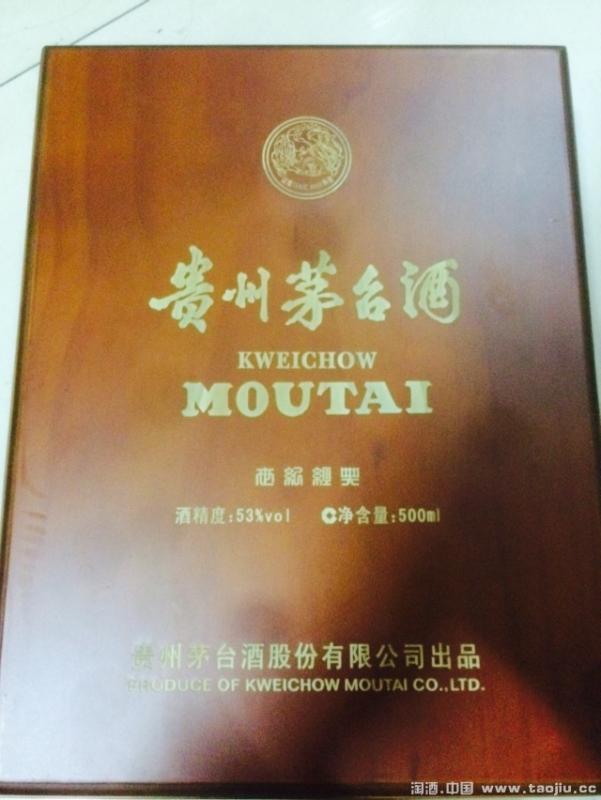 贵州茅台酒
KWEICHOW
MOUTAI
酒精度:53%vol 净含量:500ml
贵州茅台酒股份有限公司出品
PRODUCE OF KWEICHOW MOUTAI CO.,LTD.
淘酒.中国 www.taojiu.cc